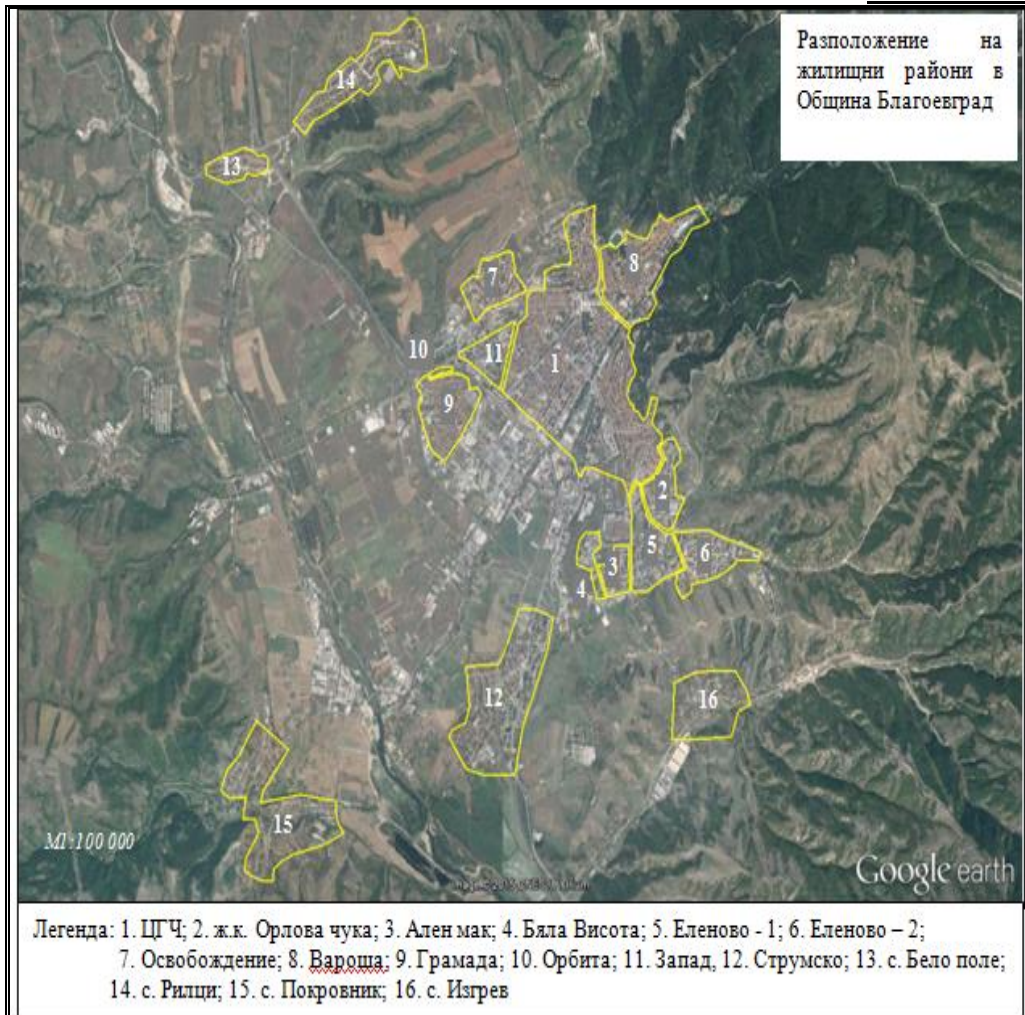 Разположение на
жилищни райони в
Община Благоевград
14
13
8
7
10
11
1
9
2
5
6
3
4
12
16
15
M1:100 000
Google earth
Легенда: 1. ЦГЧ; 2. ж.к. Орлова чука; 3. Ален мак; 4. Бяла Висота; 5. Еленово - 1; 6. Еленово – 2;
7. Освобождение; 8. Вароша; 9. Грамада; 10. Орбита; 11. Запад, 12. Струмско; 13. с. Бело поле;
14. с. Рилци; 15. с. Покровник; 16. с. Изгрев